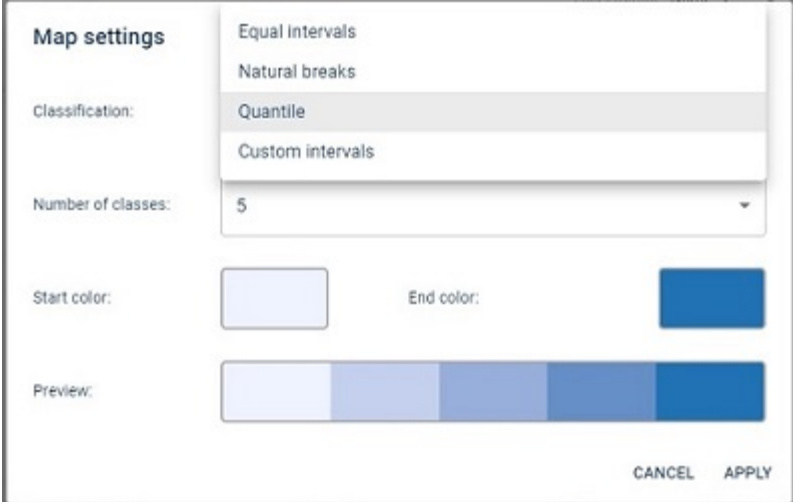 Map settings
Equal intervals
Natural breaks
Classification:
Quantile
Custom intervals
Number of classes:
5
Start color:
End color:
Preview:
CANCEL
APPLY